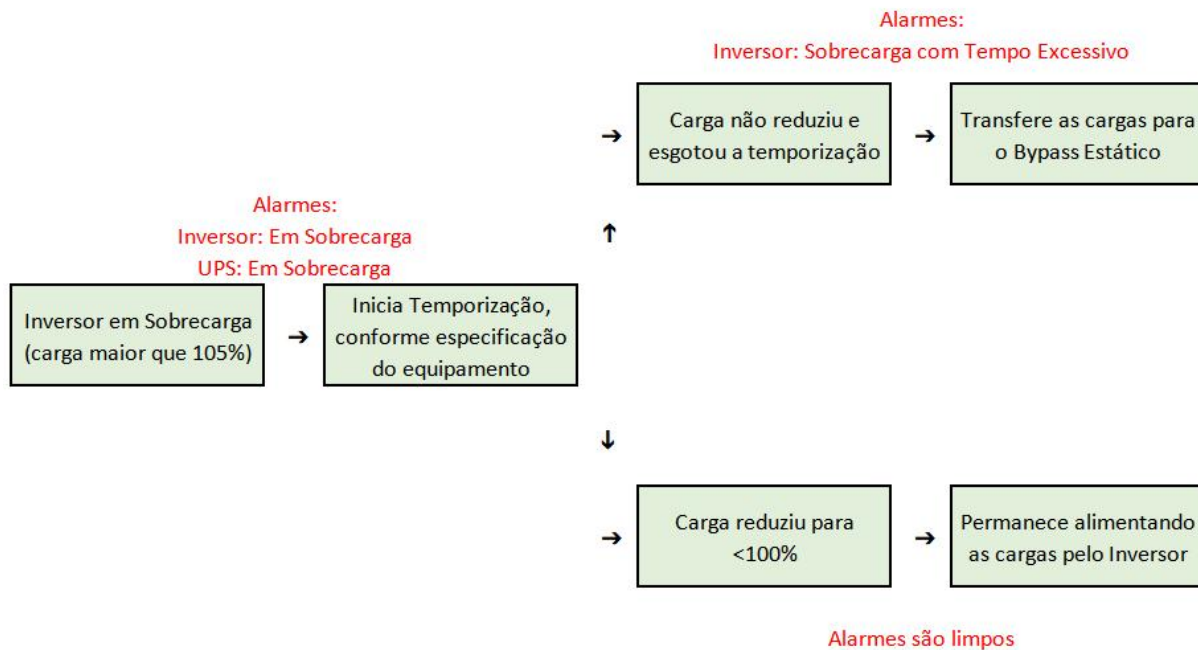 Alarmes:
Inversor: Sobrecarga com Tempo Excessivo
Carga não reduziu e
esgotou a temporização
Transfere as cargas para
o Bypass Estático
Alarmes:
Inversor: Em Sobrecarga
UPS: Em Sobrecarga
Inversor em Sobrecarga
(carga maior que 105%)
Inicia Temporização,
conforme especificação
do equipamento
Carga reduziu para
<100%
Permanece alimentando
as cargas pelo Inversor
Alarmes são limpos